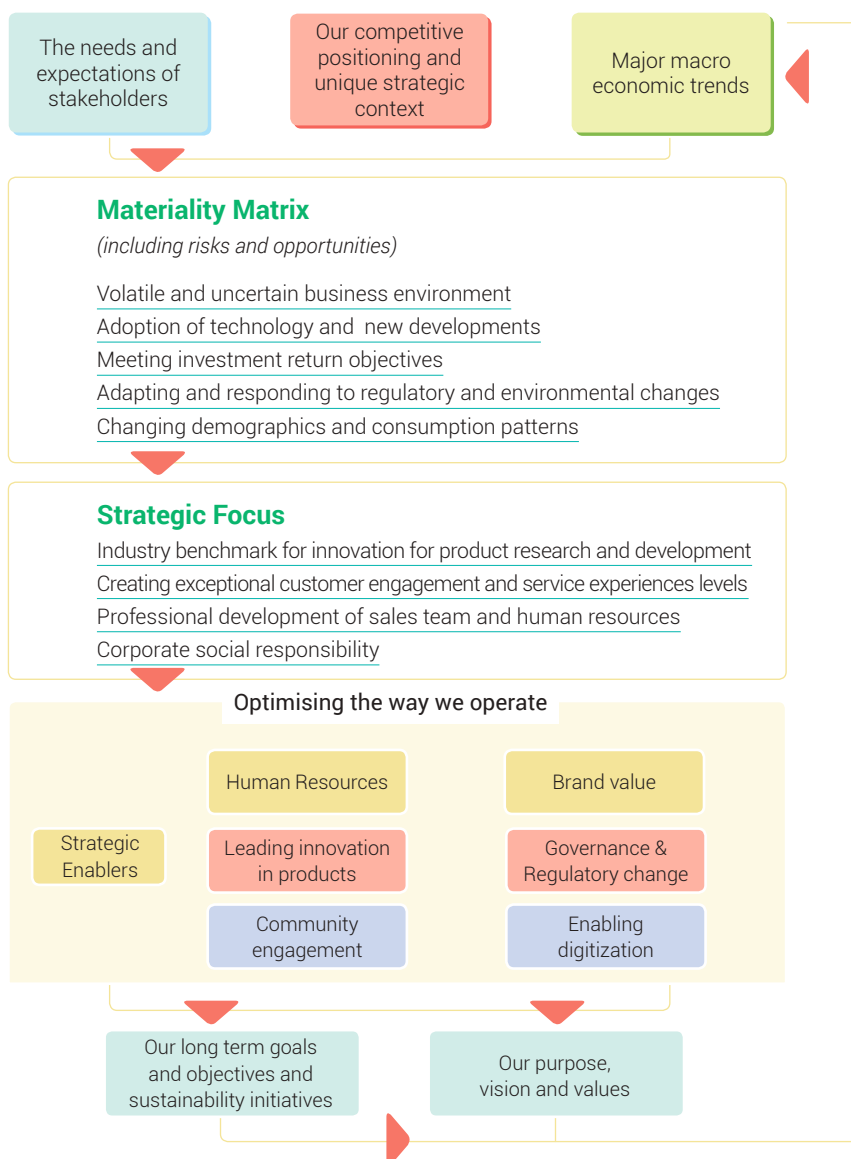 The needs and
expectations of
stakeholders
Our competitive
positioning and
unique strategic
context
Major macro
economic trends
Materiality Matrix
(including risks and opportunities)
Volatile and uncertain business environment
Adoption of technology and new developments
Meeting investment return objectives
Adapting and responding to regulatory and environmental changes
Changing demographics and consumption patterns
Strategic Focus
Industry benchmark for innovation for product research and development
Creating exceptional customer engagement and service experiences levels
Professional development of sales team and human resources
Corporate social responsibility
Optimising the way we operate
Human Resources
Brand value
Strategic
Enablers
Leading innovation
in products
Governance &
Regulatory change
Community
engagement
Enabling
digitization
Our long term goals
and objectives and
sustainability initiatives
Our purpose,
vision and values